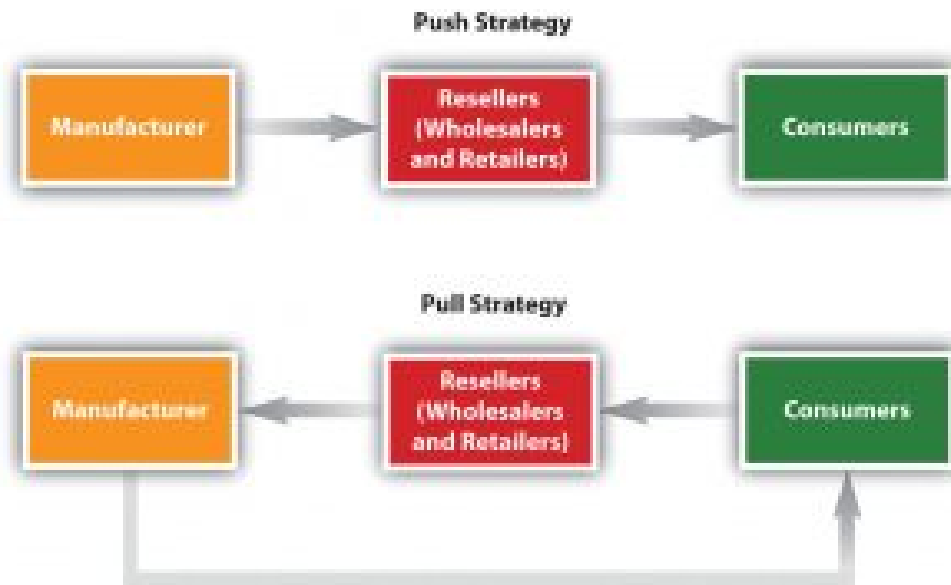 Push Strategy
Manufacturer
Resellers
(Wholesalers
and Retailers)
Consumers
Pull Strategy
Manufacturer
Resellers
(Wholesalers
and Retailers)
Consumers